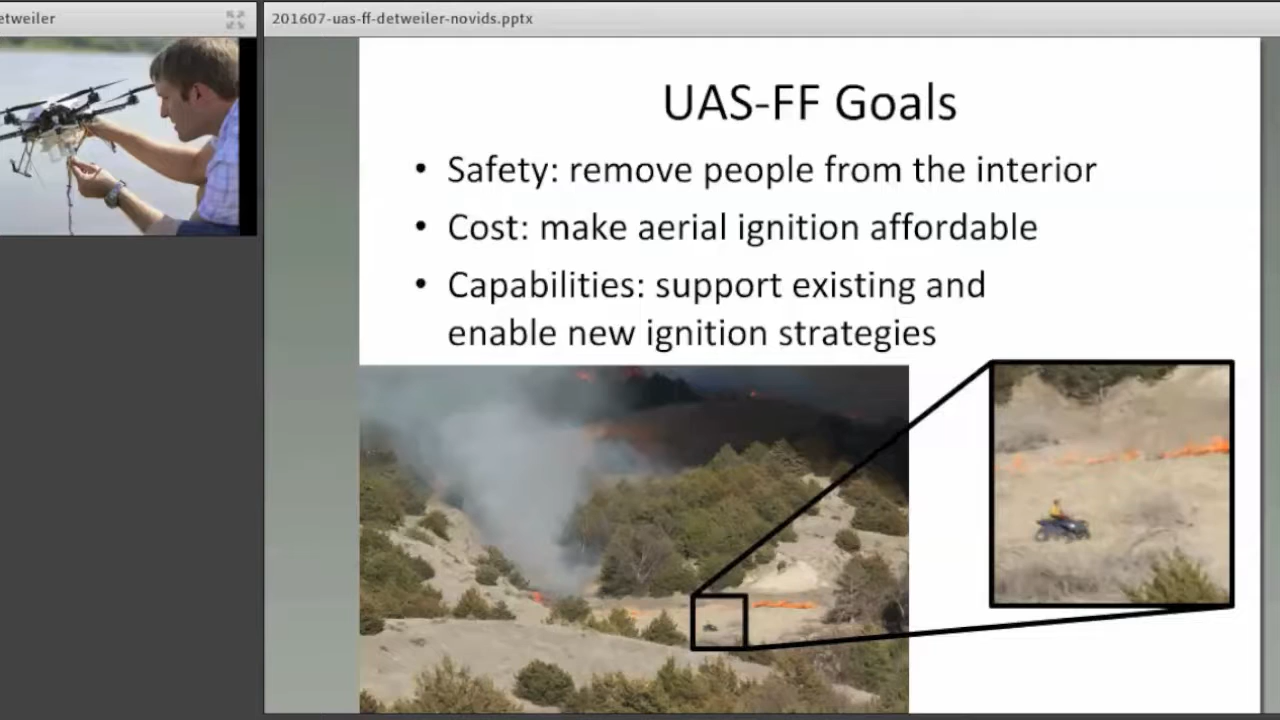 etweiler
201607-uas-ff-detweiler-novids.pptx
UAS-FF Goals
• Safety: remove people from the interior
• Cost: make aerial ignition affordable
• Capabilities: support existing and
enable new ignition strategies